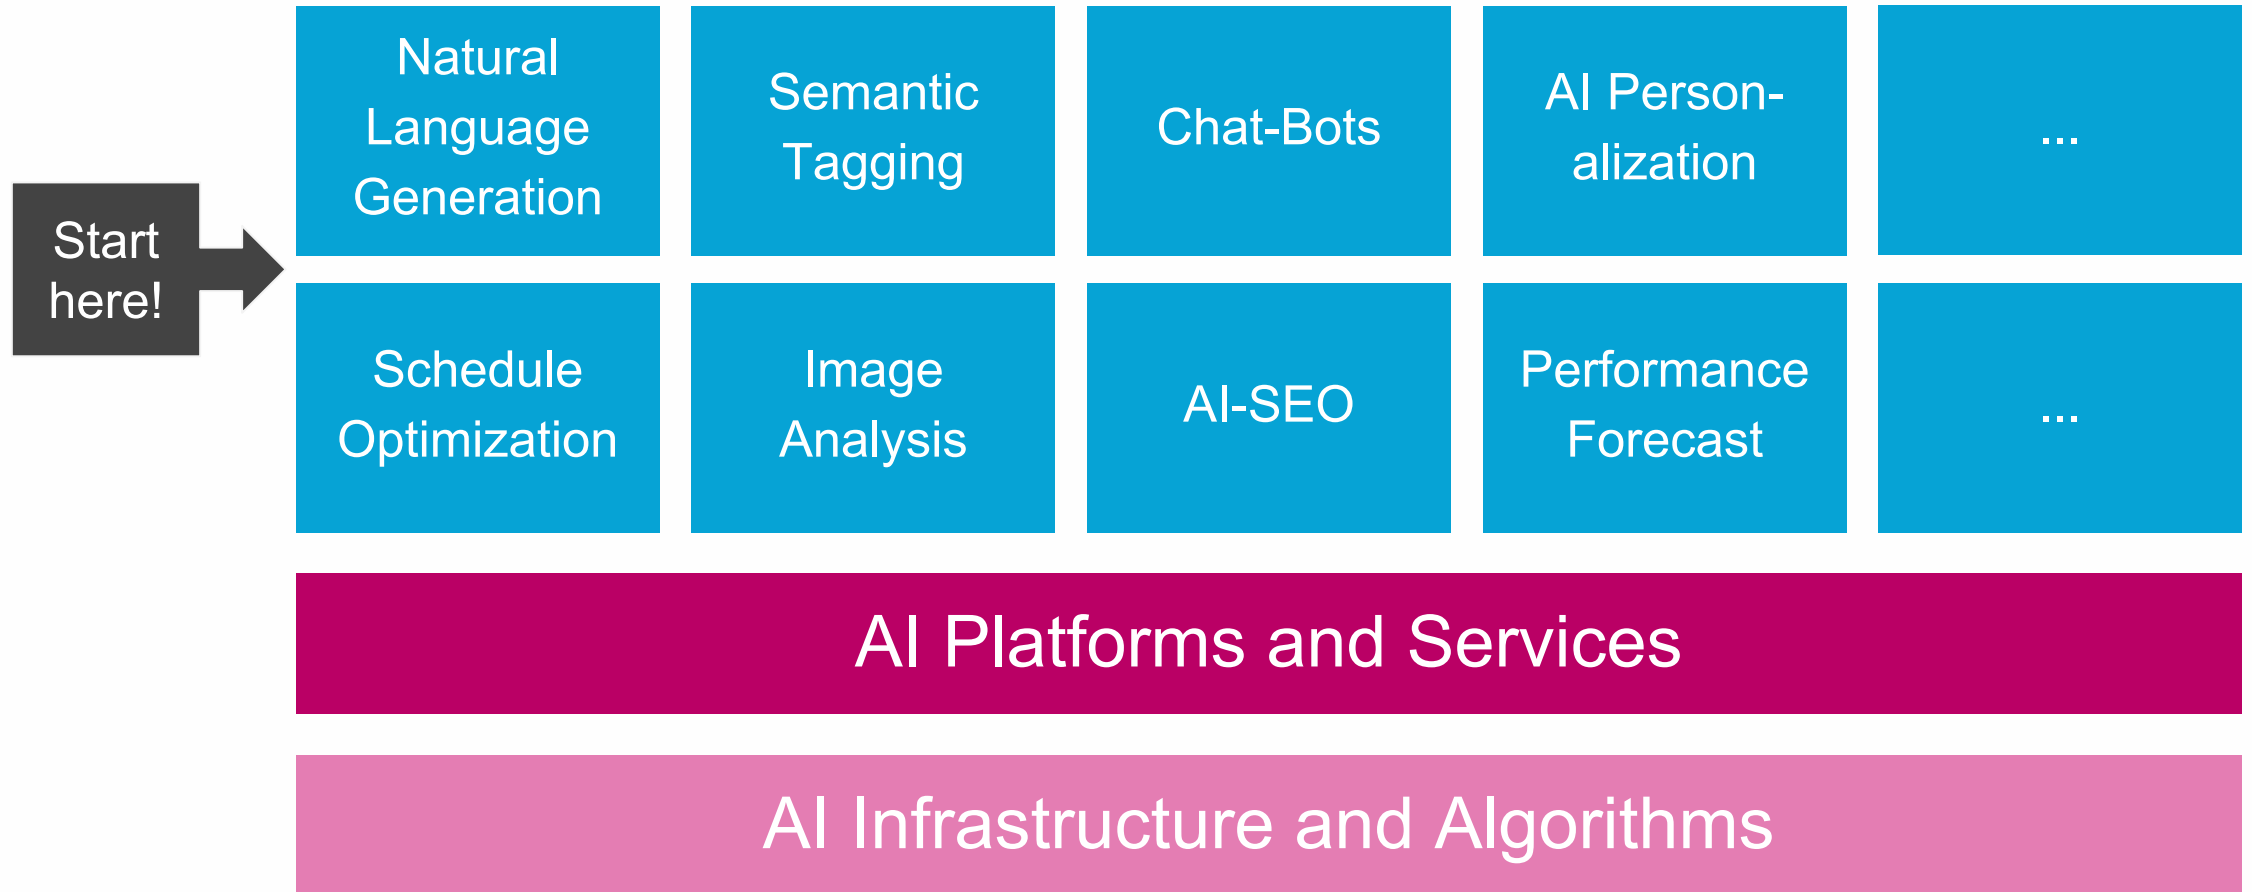 Start
here!
Natural
Language
Generation
Semantic
Tagging
Chat-Bots
AI Person-
alization
...
Schedule
Optimization
Image
Analysis
AI-SEO
Performance
Forecast
...
AI Platforms and Services
AI Infrastructure and Algorithms